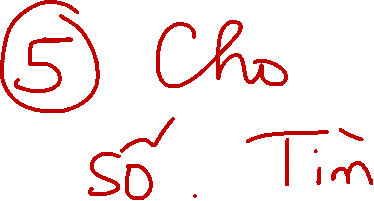 ⑤ Cho
số. Tìm